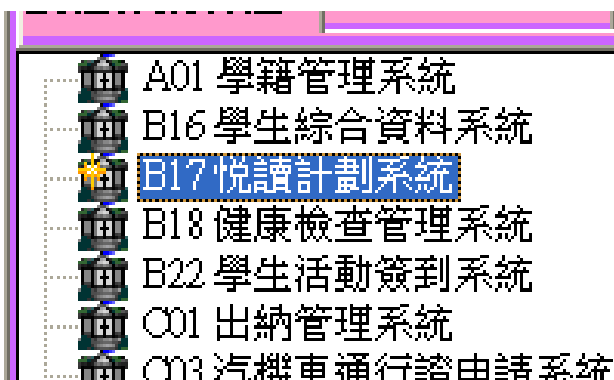 A01 學籍管理系統
B16 學生綜合資料系統
B17 悅讀計劃系統
B18 健康檢查管理系統
B22 學生活動簽到系統
C01 出納管理系統
C03 汽機車通行證申請系統